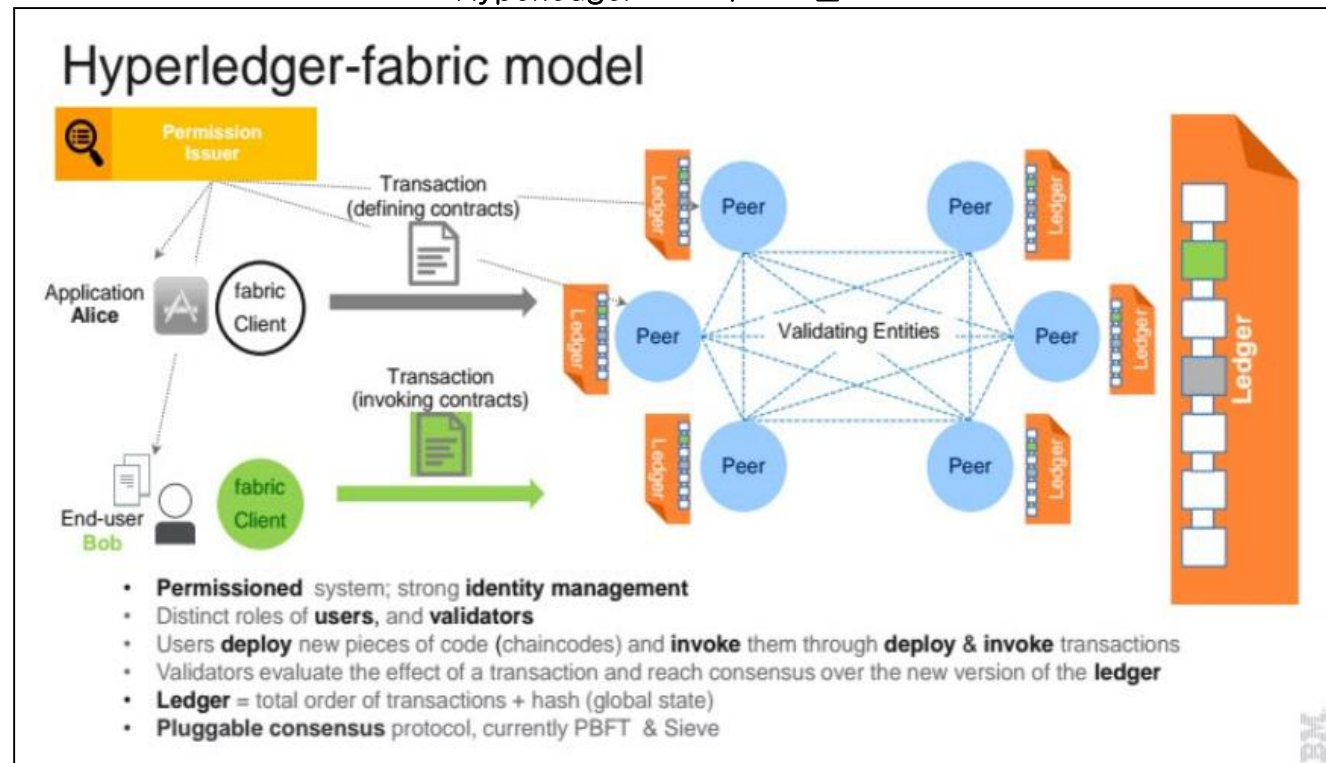 Hyperledger
Hyperledger-fabric model
Permission
Issuer
Transaction
(defining contracts)
Application
Alice
fabric
Client
Transaction
(invoking contracts)
End-user
Bob
fabric
Client
Ledger
Peer
Peer
Ledger
Ledger
Peer
Validating Entities
Peer
Ledger
Ledger
Peer
Peer
Ledger
Ledger
• Permissioned system; strong identity management
• Distinct roles of users, and validators
• Users deploy new pieces of code (chaincodes) and invoke them through deploy & invoke transactions
• Validators evaluate the effect of a transaction and reach consensus over the new version of the ledger
• Ledger = total order of transactions + hash (global state)
• Pluggable consensus protocol, currently PBFT & Sieve
IBM